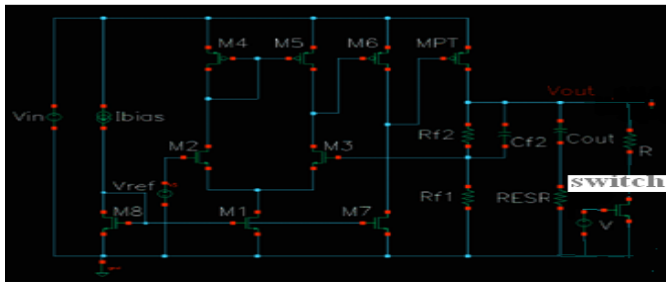 M4 M5 M6 MPT
Vout
Vin Ibias
M2 M3 Rf2 Cf2 Cout R
Vref
switch
Rf1 RESR
M8 M1 M7 V